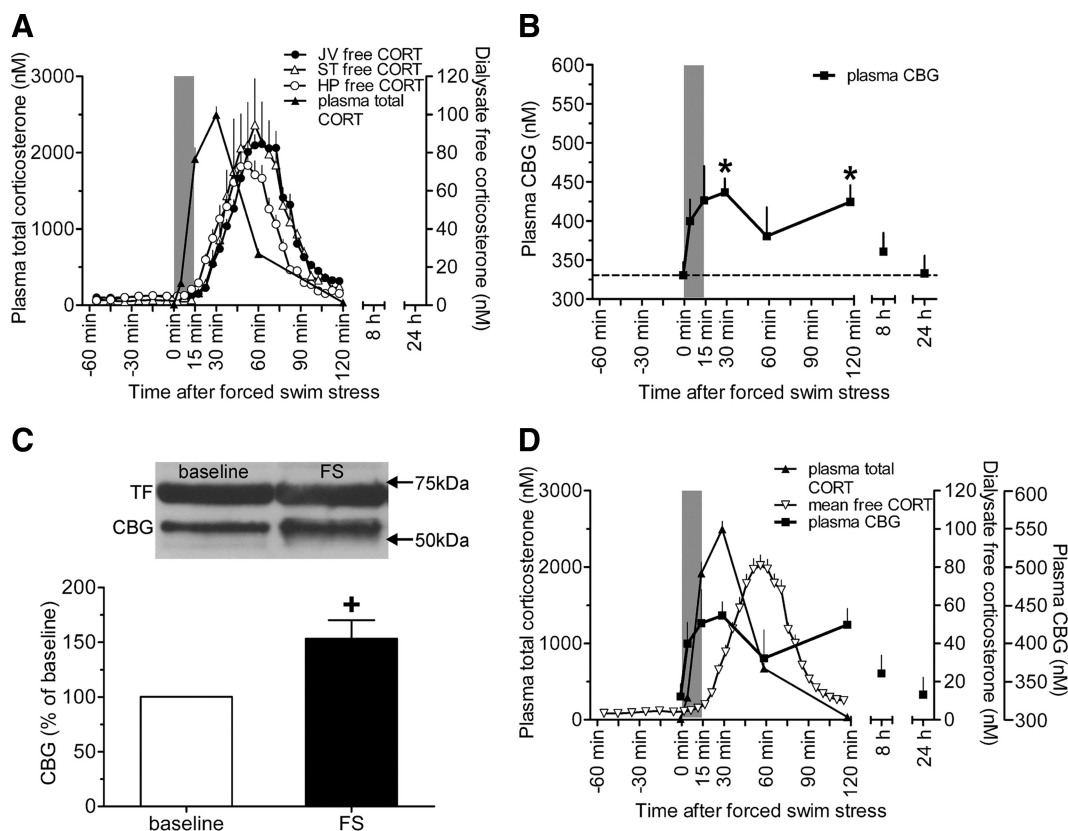 A
Plasma total corticosterone (nM)
3000
2000
1000
0
JV free CORT
ST free CORT
HP free CORT
plasma total
CORT
120
100
80
60
40
20
0
Dialysate free corticosterone (nM)
-60 min
-30 min
0 min
15 min
30 min
60 min
90 min
120 min
8 h
24 h
Time after forced swim stress
B
Plasma CBG (nM)
600
550
500
450
400
350
300
plasma CBG
*
*
-60 min
-30 min
0 min
15 min
30 min
60 min
90 min
120 min
8 h
24 h
Time after forced swim stress
C
baseline FS
TF
CBG
75kDa
50kDa
CBG (% of baseline)
200
150
100
50
0
+
baseline FS
D
Plasma total corticosterone (nM)
3000
2000
1000
0
plasma total
CORT
mean free CORT
plasma CBG
120
100
80
60
40
20
0
Dialysate free corticosterone (nM)
600
550
500
450
400
350
300
Plasma CBG (nM)
-60 min
-30 min
0 min
15 min
30 min
60 min
90 min
120 min
8 h
24 h
Time after forced swim stress